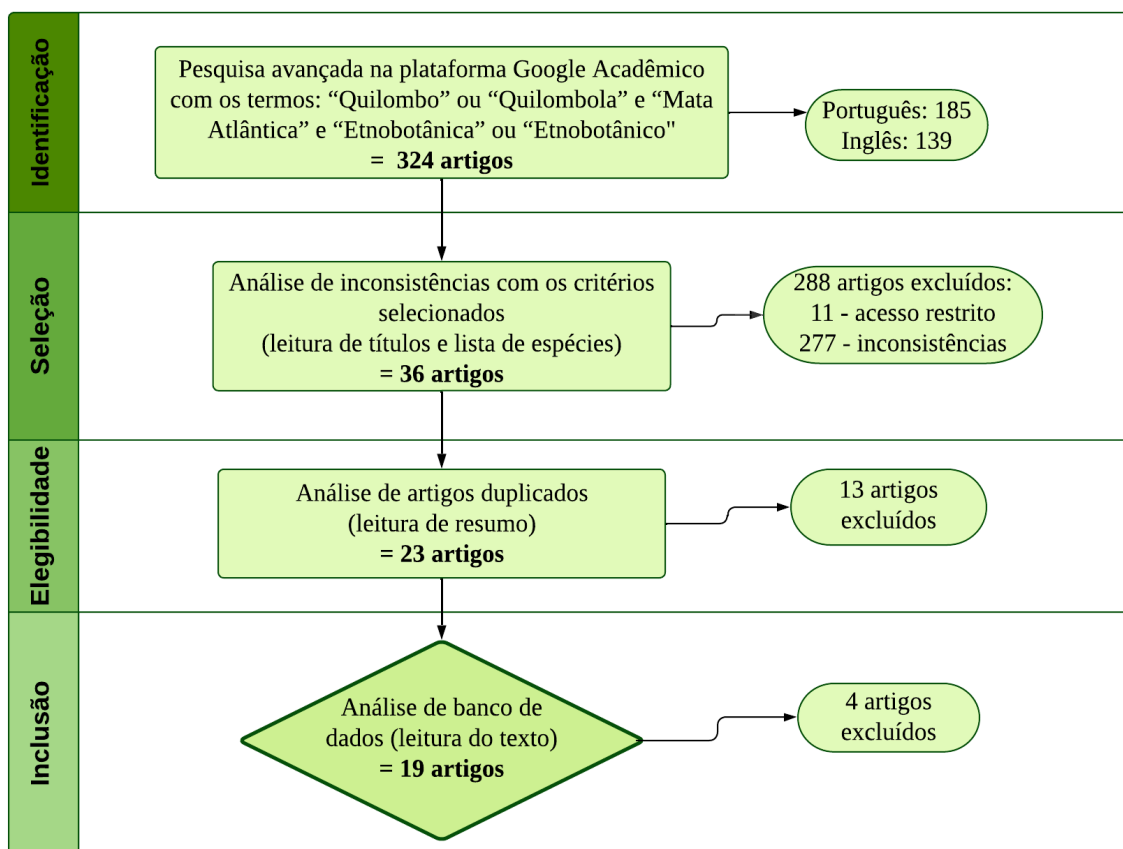 Identificação
Pesquisa avançada na plataforma Google Acadêmico
com os termos: “Quilombo” ou “Quilombola” e “Mata
Atlântica” e “Etnobotânica” ou “Etnobotânico"
= 324 artigos
Português: 185
Inglês: 139
Seleção
Análise de inconsistências com os critérios
selecionados
(leitura de títulos e lista de espécies)
= 36 artigos
288 artigos excluídos:
11 - acesso restrito
277 - inconsistências
Elegibilidade
Análise de artigos duplicados
(leitura de resumo)
= 23 artigos
13 artigos
excluídos
Inclusão
Análise de banco de
dados (leitura do texto)
= 19 artigos
4 artigos
excluídos